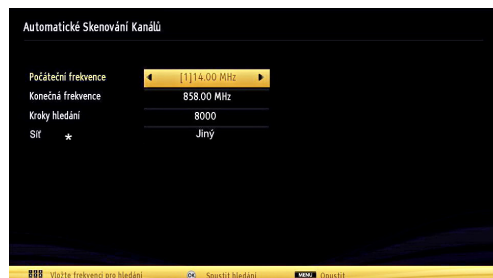 Automatické Skenování Kanálů
Počáteční frekvence [1]14.00 MHz
Konečná frekvence 858.00 MHz
Kroky hledání 8000
Síť * Jiný
Vložte frekvenci pro hledání OK Spustit hledání MENU Opustit